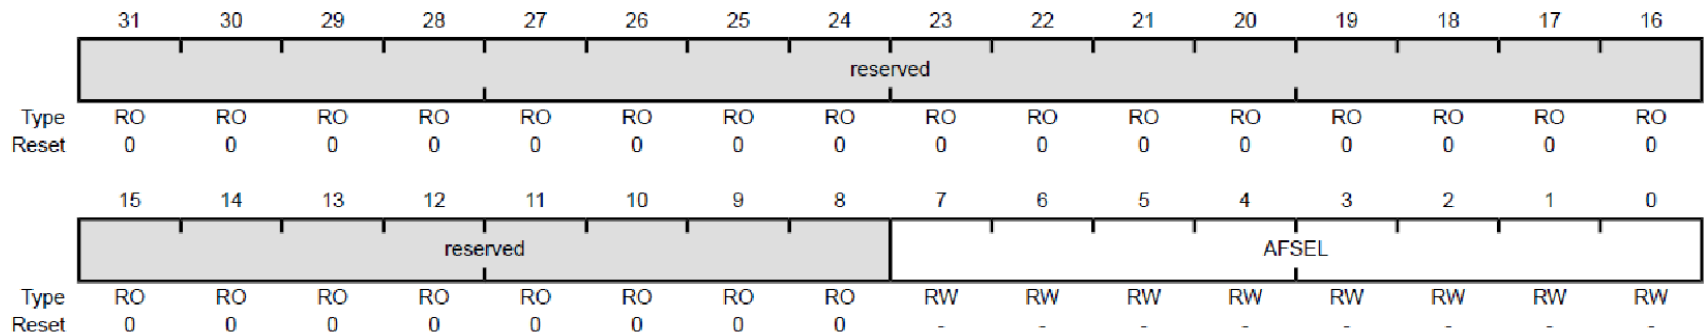 31 30 29 28 27 26 25 24 23 22 21 20 19 18 17 16
reserved
Type RO RO RO RO RO RO RO RO RO RO RO RO RO RO RO RO
Reset 0 0 0 0 0 0 0 0 0 0 0 0 0 0 0 0
15 14 13 12 11 10 9 8 7 6 5 4 3 2 1 0
reserved AFSEL
Type RO RO RO RO RO RO RO RO RW RW RW RW RW RW RW RW
Reset 0 0 0 0 0 0 0 0 - - - - - - - -